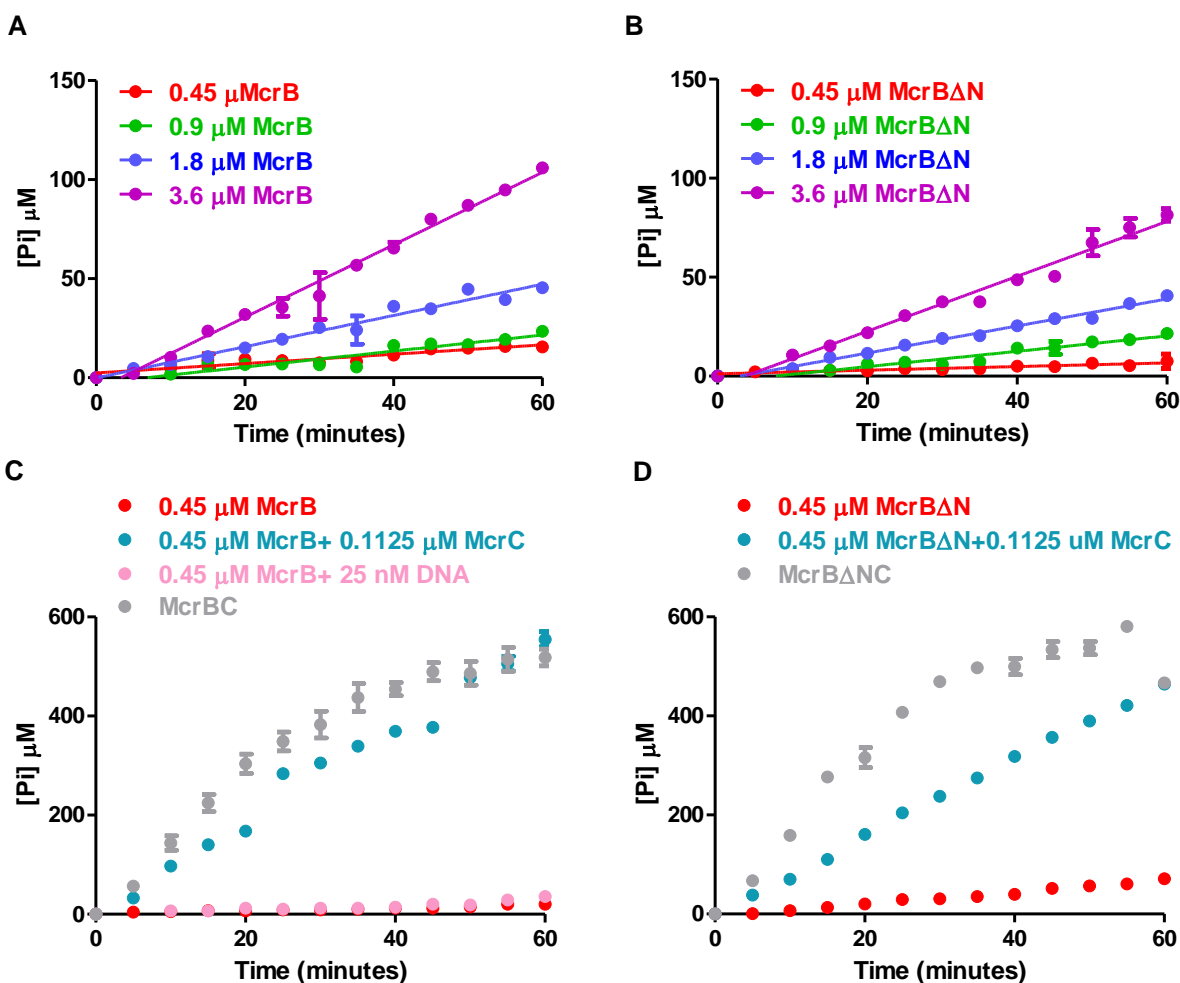 A
0.45 μMcrB
0.9 μM McrB
1.8 μM McrB
3.6 μM McrB
150
100
50
0
[Pi] μM
0
20
40
60
Time (minutes)
B
0.45 μM McrBΔN
0.9 μM McrBΔN
1.8 μM McrBΔN
3.6 μM McrBΔN
150
100
50
0
[Pi] μM
0
20
40
60
Time (minutes)
C
0.45 μM McrB
0.45 μM McrB+ 0.1125 μM McrC
0.45 μM McrB+ 25 nM DNA
McrBC
600
400
200
0
[Pi] μM
0
20
40
60
Time (minutes)
D
0.45 μM McrBΔN
0.45 μM McrBΔN+0.1125 uM McrC
McrBΔNC
600
400
200
0
[Pi] μM
0
20
40
60
Time (minutes)